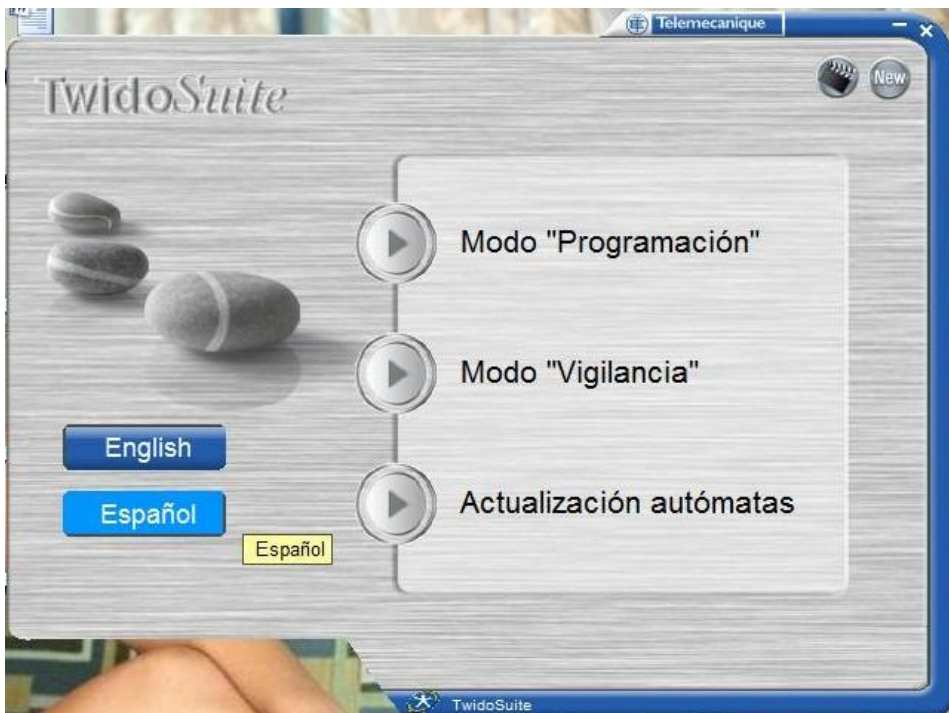 Telemecanique
TwidoSuite
New
Modo "Programación"
Modo "Vigilancia"
Actualización autómatas
English
Español
Español
TwidoSuite